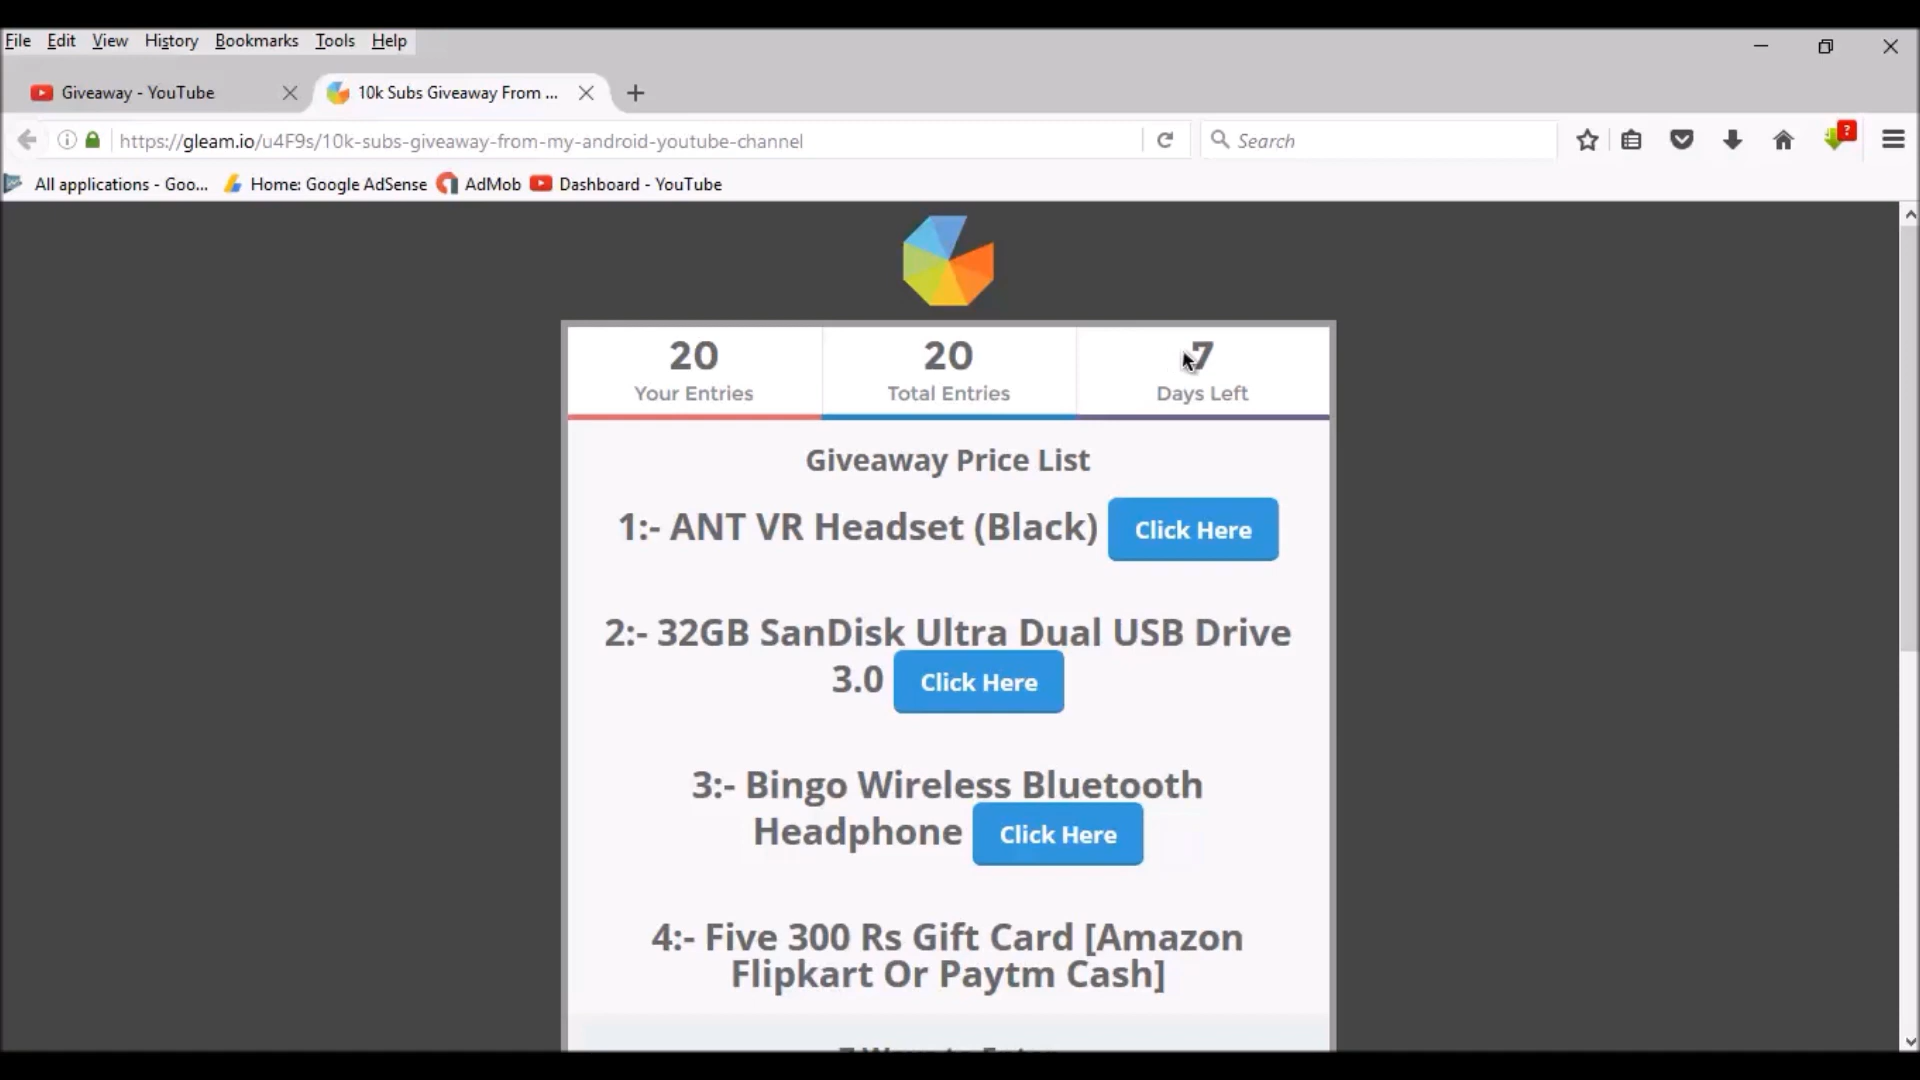 File Edit View History Bookmarks Tools Help
Giveaway - YouTube
10k Subs Giveaway From ...
https://gleam.io/u4F9s/10k-subs-giveaway-from-my-android-youtube-channel
Search
?
All applications - Goo... Home: Google AdSense AdMob Dashboard - YouTube
20 20 7
Your Entries Total Entries Days Left
Giveaway Price List
1:- ANT VR Headset (Black) Click Here
2:- 32GB SanDisk Ultra Dual USB Drive
3.0 Click Here
3:- Bingo Wireless Bluetooth
Headphone Click Here
4:- Five 300 Rs Gift Card [Amazon
Flipkart Or Paytm Cash]